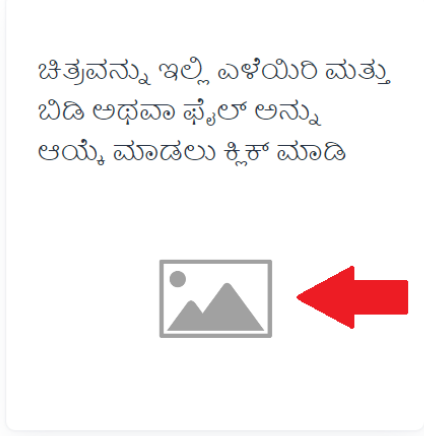 ಚಿತ್ರವನ್ನು ಇಲ್ಲಿ ಎಳೆಯಿರಿ ಮತ್ತು
ಬಿಡಿ ಅಥವಾ ಫೈಲ್ ಅನ್ನು
ಆಯ್ಕೆ ಮಾಡಲು ಕ್ಲಿಕ್ ಮಾಡಿ